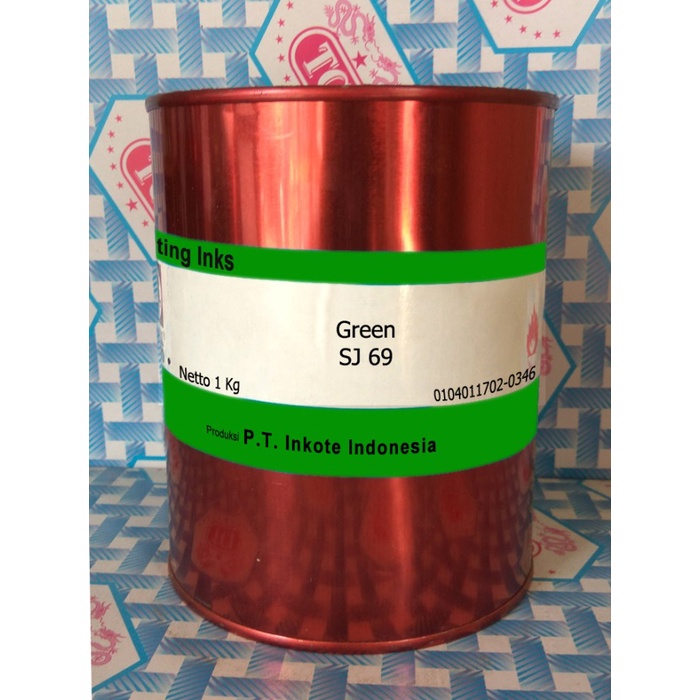 ting Inks
Green
SJ 69
Netto 1 Kg
0104011702-0346
Produksi P.T. Inkote Indonesia